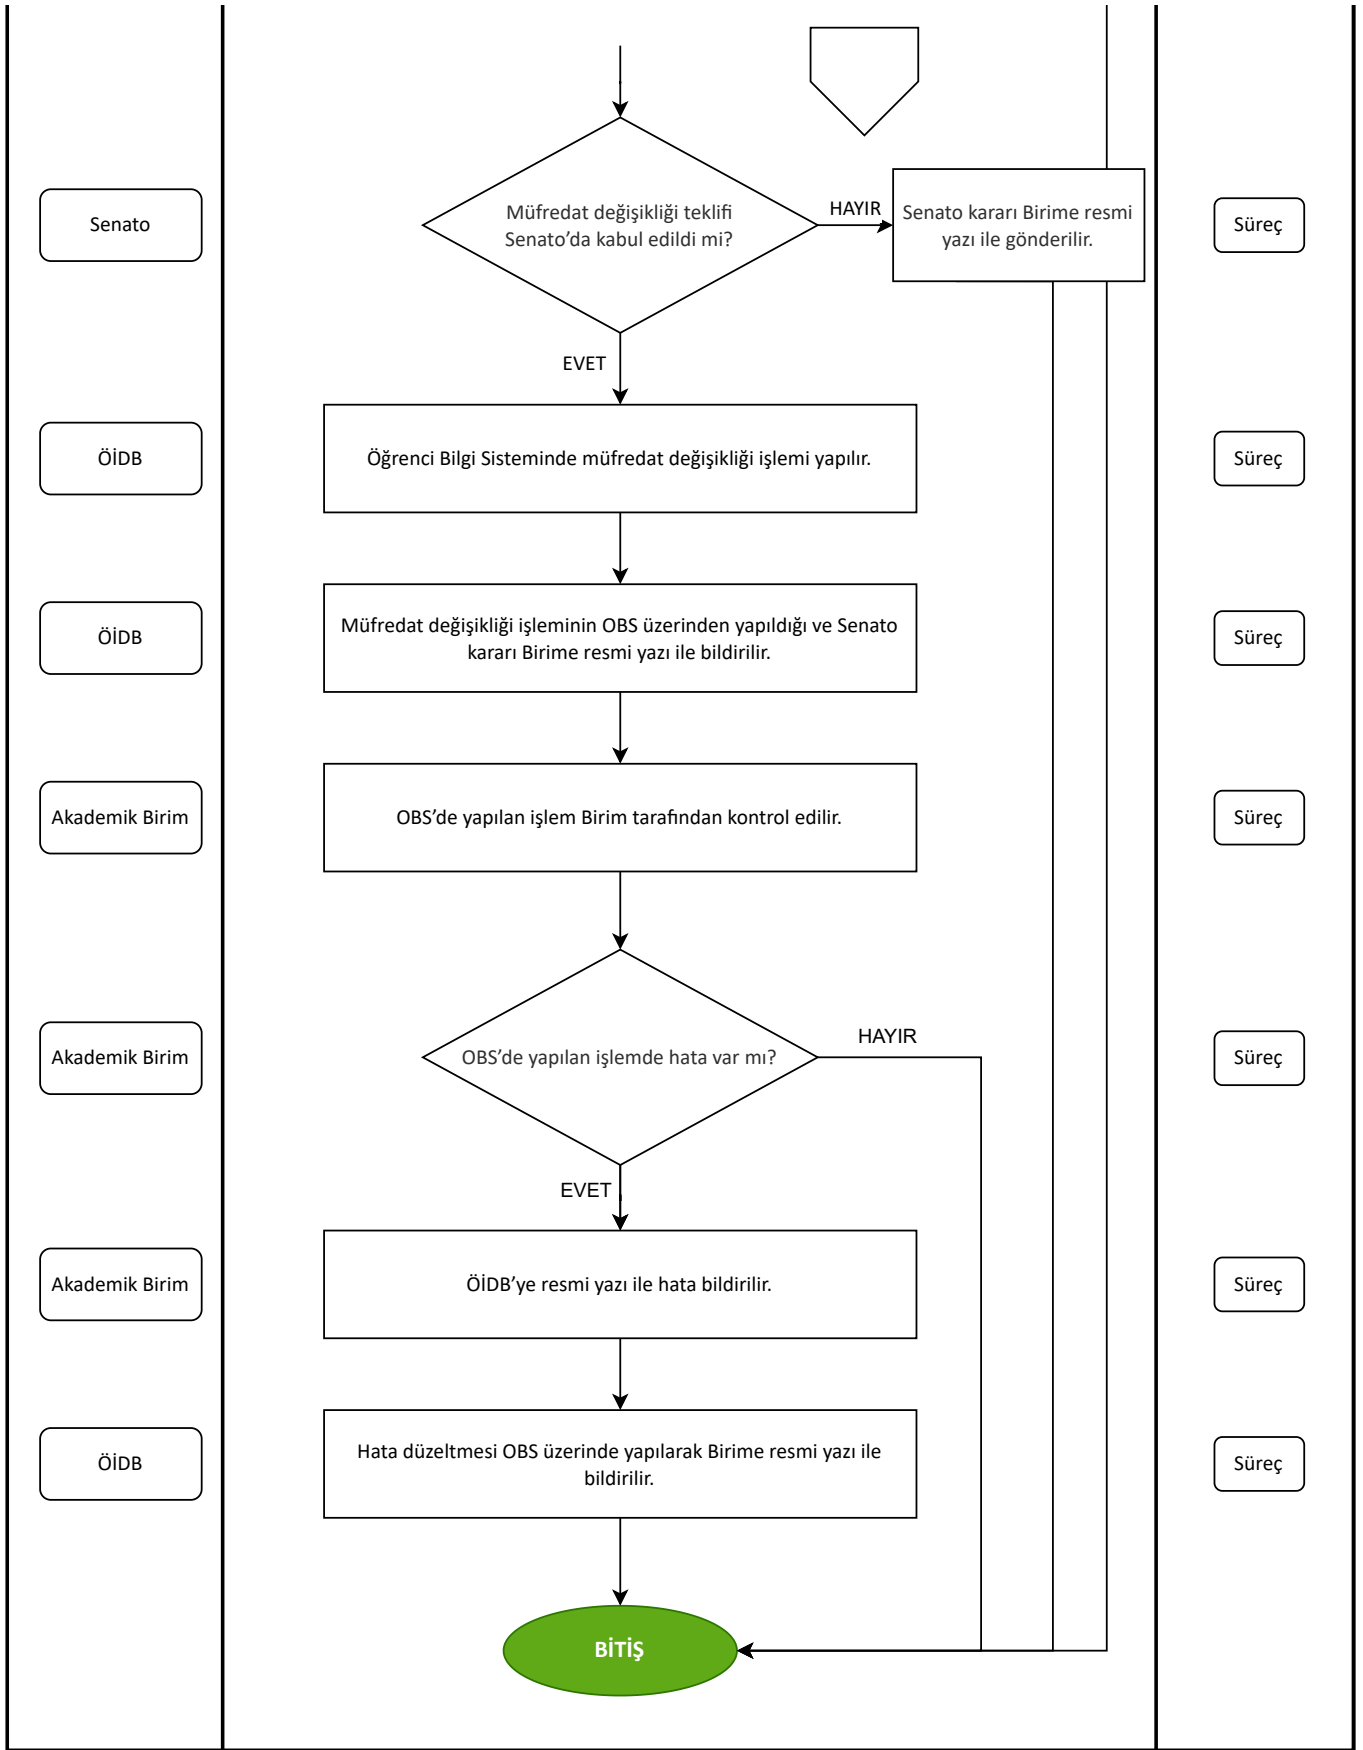 Senato
Müfredat değişikliği teklifi
Senato’da kabul edildi mi?
HAYIR
Senato kararı Birime resmi
yazı ile gönderilir.
Süreç
EVET
ÖİDB
Öğrenci Bilgi Sisteminde müfredat değişikliği işlemi yapılır.
Süreç
ÖİDB
Müfredat değişikliği işleminin OBS üzerinden yapıldığı ve Senato
kararı Birime resmi yazı ile bildirilir.
Süreç
Akademik Birim
OBS’de yapılan işlem Birim tarafından kontrol edilir.
Süreç
Akademik Birim
OBS’de yapılan işlemde hata var mı?
HAYIR
Süreç
EVET
Akademik Birim
ÖİDB’ye resmi yazı ile hata bildirilir.
Süreç
ÖİDB
Hata düzeltmesi OBS üzerinde yapılarak Birime resmi yazı ile
bildirilir.
Süreç
BİTİŞ